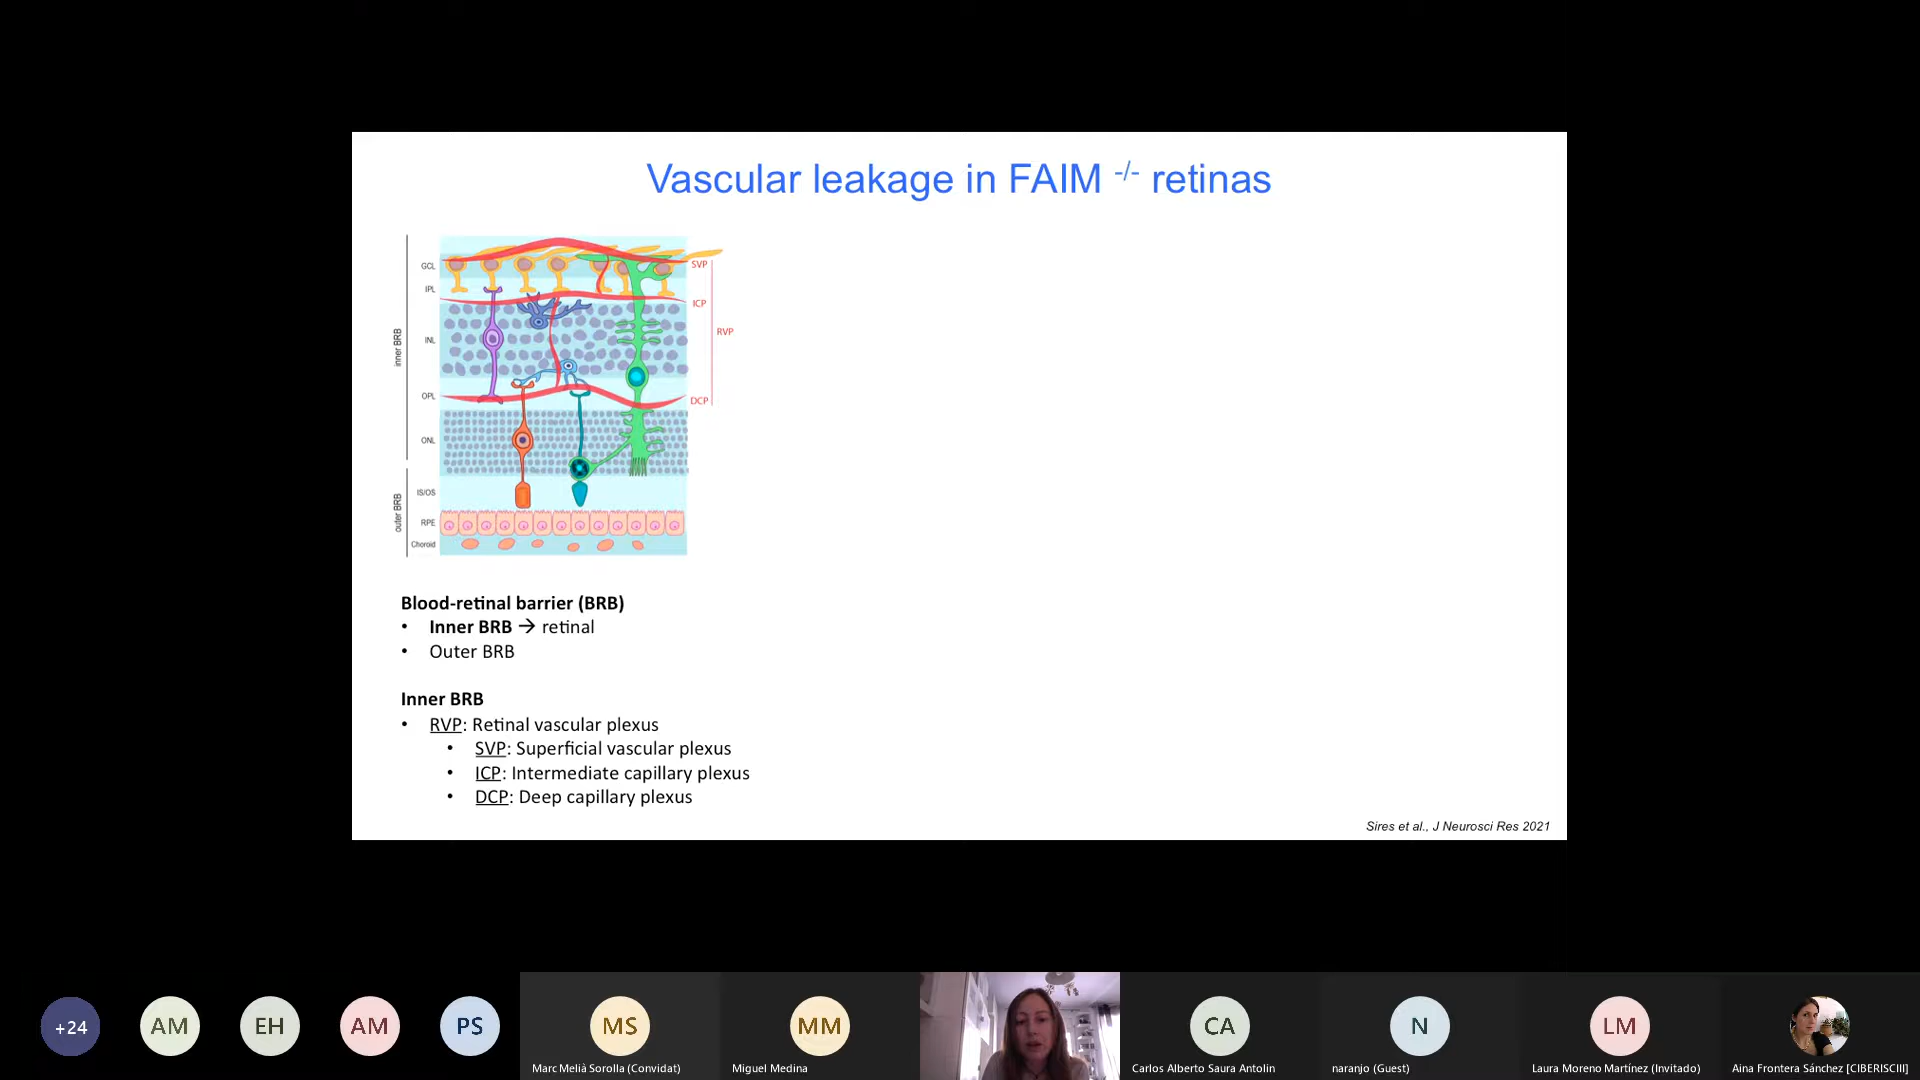 Vascular leakage in FAIM -/- retinas
GCL
IPL
INL
OPL
ONL
IS/OS
RPE
Choroid
inner BRB
outer BRB
SVP
ICP
RVP
DCP
Blood-retinal barrier (BRB)
• Inner BRB → retinal
• Outer BRB
Inner BRB
• RVP: Retinal vascular plexus
• SVP: Superficial vascular plexus
• ICP: Intermediate capillary plexus
• DCP: Deep capillary plexus
Sires et al., J Neurosci Res 2021
+24
AM
EH
AM
PS
MS
MM
CA
N
LM
Marc Melià Sorolla (Convidat)
Miguel Medina
Carlos Alberto Saura Antolin
naranjo (Guest)
Laura Moreno Martínez (Invitado)
Aina Frontera Sánchez [CIBERISCIII]